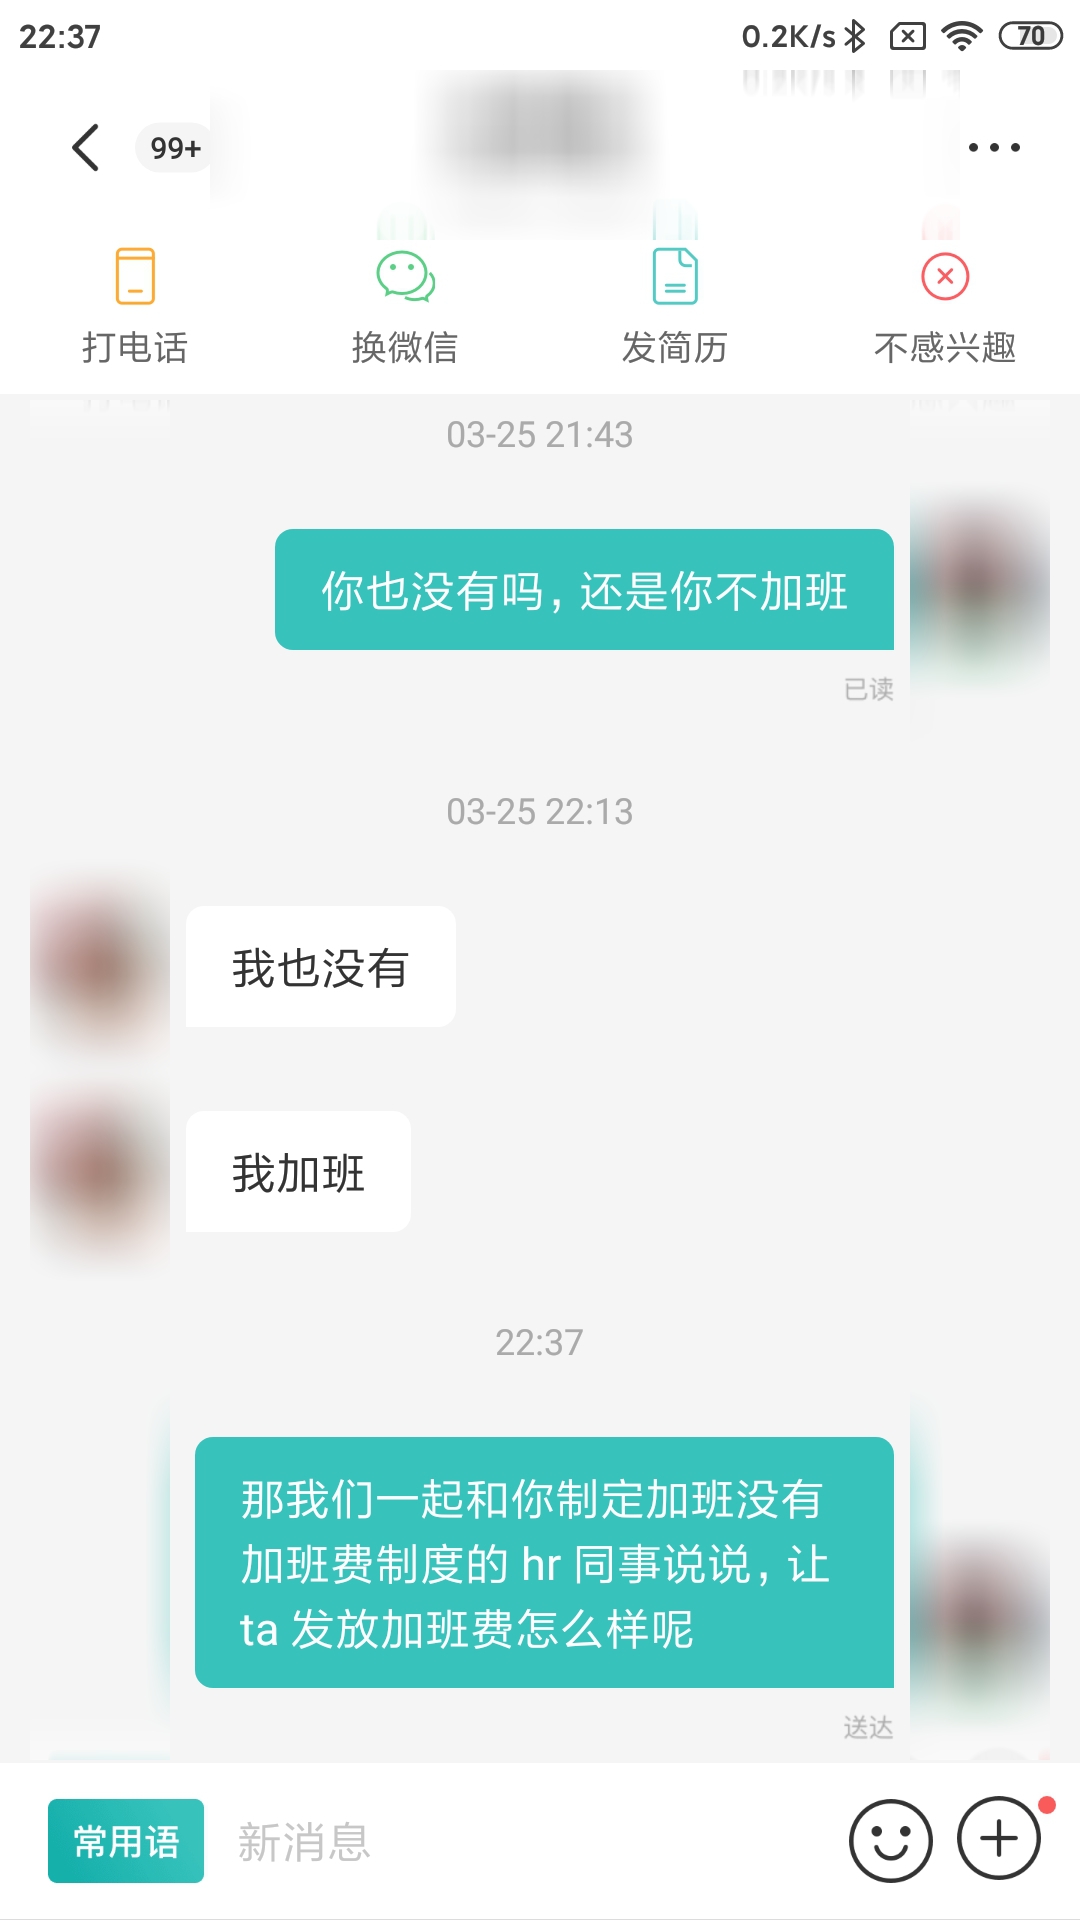 22:37
0.2K/s
70
99+
打电话
换微信
发简历
不感兴趣
03-25 21:43
你也没有吗，还是你不加班
已读
03-25 22:13
我也没有
我加班
22:37
那我们一起和你制定加班没有
加班费制度的 hr 同事说说，让
ta 发放加班费怎么样呢
送达
常用语
新消息